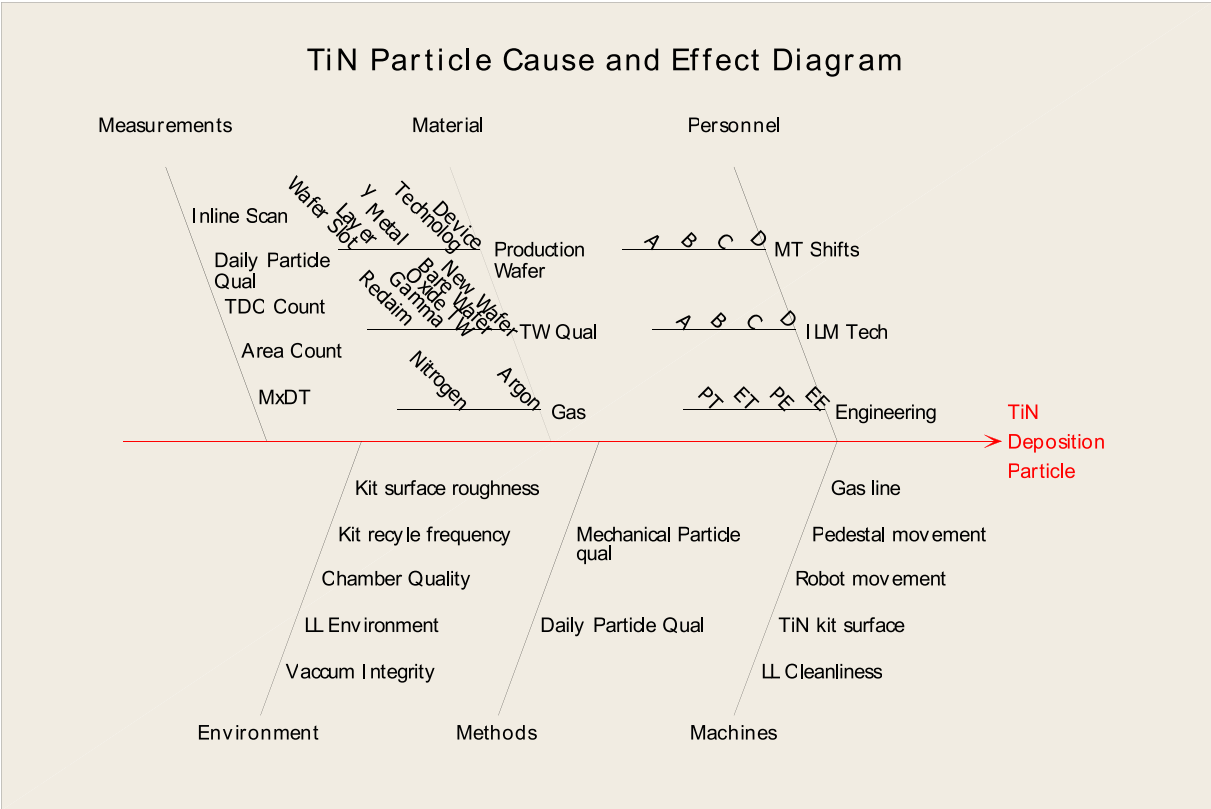 TiN Particle Cause and Effect Diagram
Measurements
Material
Personnel
Inline Scan
Daily Particle
Qual
TDC Count
Area Count
MxDT
Wafer Slot
Layer
y Metal
Technolog
Device
Production
Wafer
Reclaim
Gamma
Oxide TW
Bare Wafer
New Wafer
TW Qual
Nitrogen
Argon
Gas
A
B
C
D
MT Shifts
A
B
C
D
ILM Tech
PT
ET
PE
EE
Engineering
TiN
Deposition
Particle
Kit surface roughness
Kit recyle frequency
Chamber Quality
LL Environment
Vaccum Integrity
Environment
Mechanical Particle
qual
Daily Particle Qual
Methods
Gas line
Pedestal movement
Robot movement
TiN kit surface
LL Cleanliness
Machines